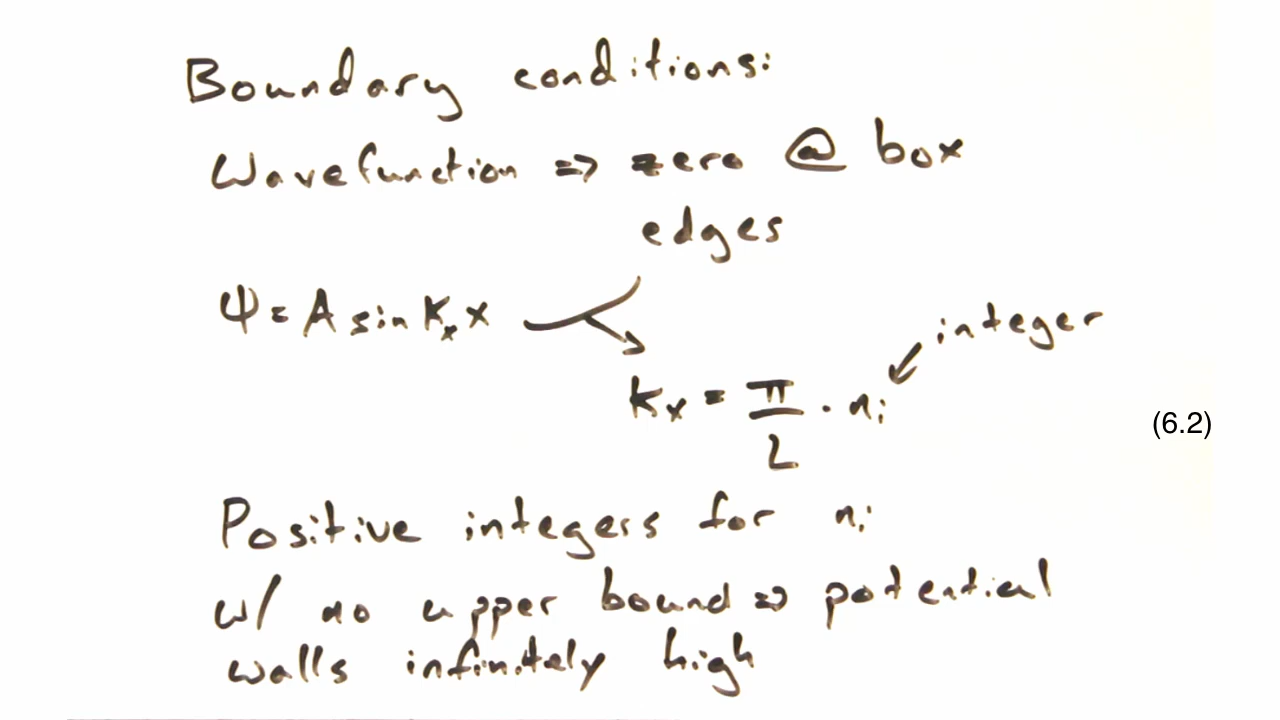 Boundary conditions:
Wavefunction => zero @ box
edges
Ψ = A sin Kₓx
integer
kₓ = π/L · nᵢ
(6.2)
Positive integers for nᵢ
w/ no upper bound => potential
walls infinitely high